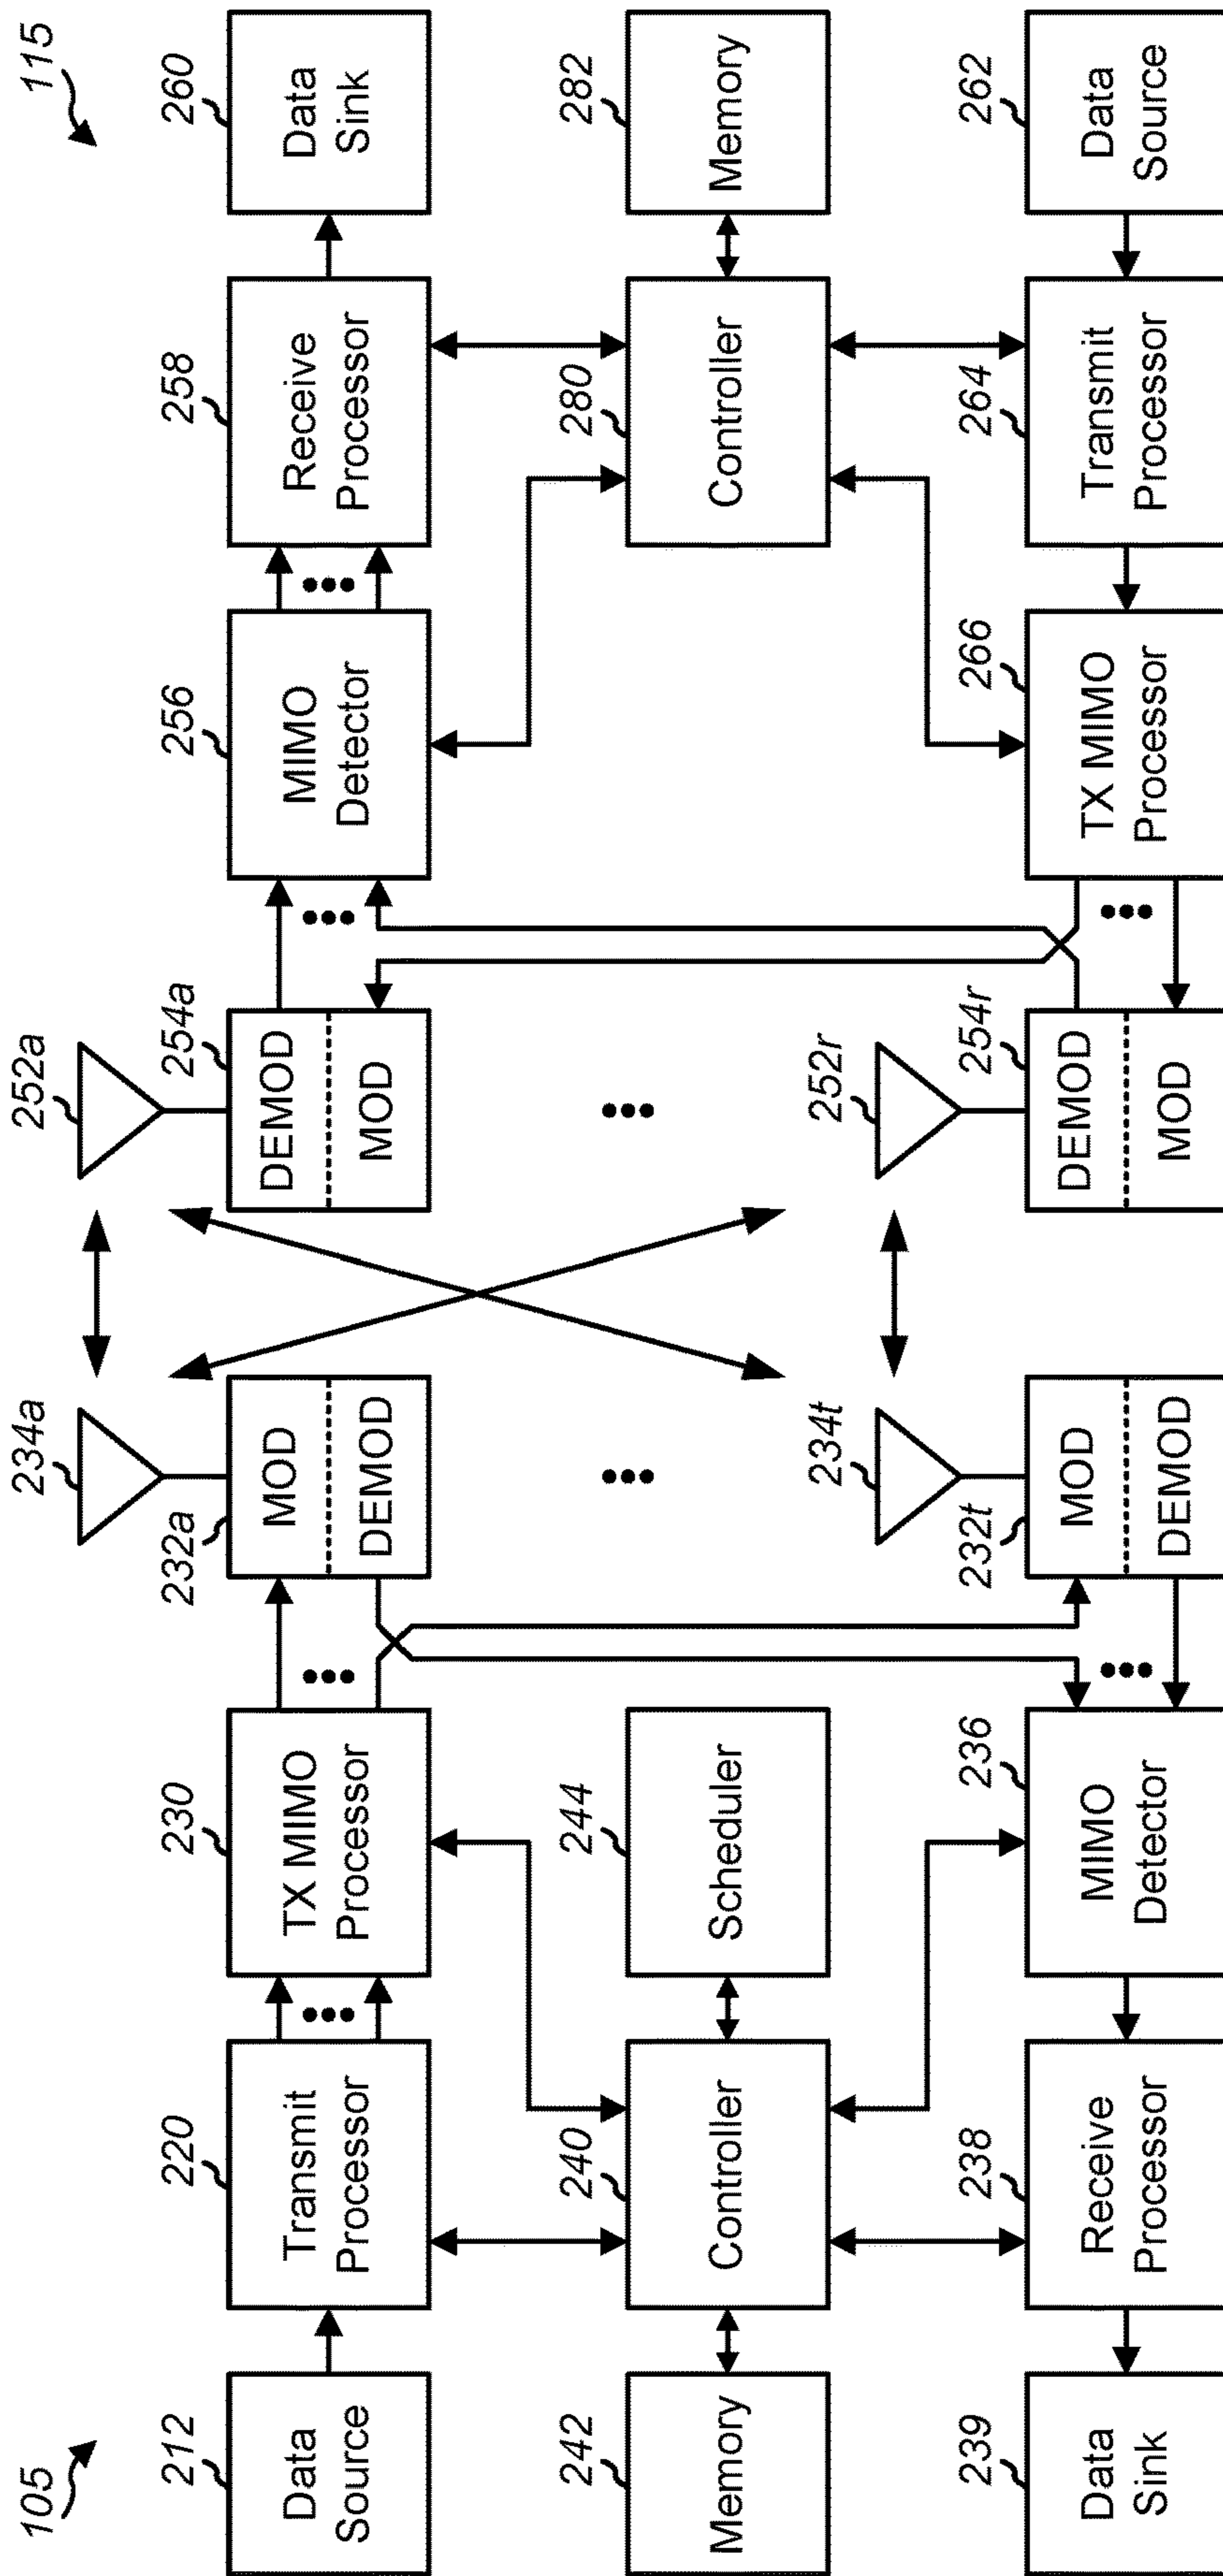 105
115
234a
252a
212
220
230
232a
254a
256
258
260
Data
Source
Transmit
Processor
TX MIMO
Processor
MOD
DEMOD
DEMOD
MOD
MIMO
Detector
Receive
Processor
Data
Sink
242
240
244
280
282
Memory
Controller
Scheduler
Controller
Memory
234t
252r
239
238
236
232t
254r
266
264
262
Data
Sink
Receive
Processor
MIMO
Detector
MOD
DEMOD
DEMOD
MOD
TX MIMO
Processor
Transmit
Processor
Data
Source